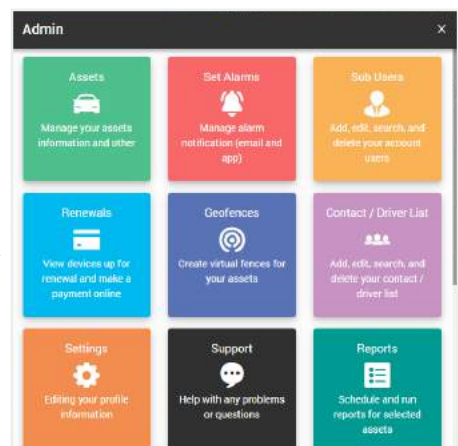 Admin
X
Assets
Manage your assets
information and other
Set Alarms
Manage alarm
notification (email and
app)
Sub Users
Add, edit, search, and
delete your account
users
Renewals
View devices up for
renewal and make a
payment online
Geofences
Create virtual fences for
your assets
Contact / Driver List
Add, edit, search, and
delete your contact /
driver list
Settings
Editing your profile
information
Support
Help with any problems
or questions
Reports
Schedule and run
reports for selected
assets